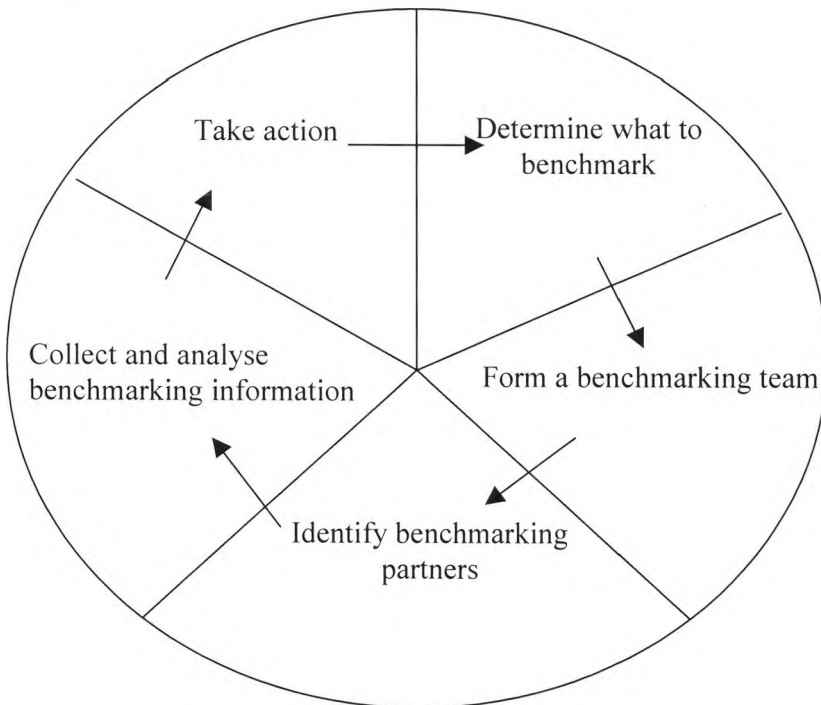 Take action
Determine what to
benchmark
Form a benchmarking team
Identify benchmarking
partners
Collect and analyse
benchmarking information